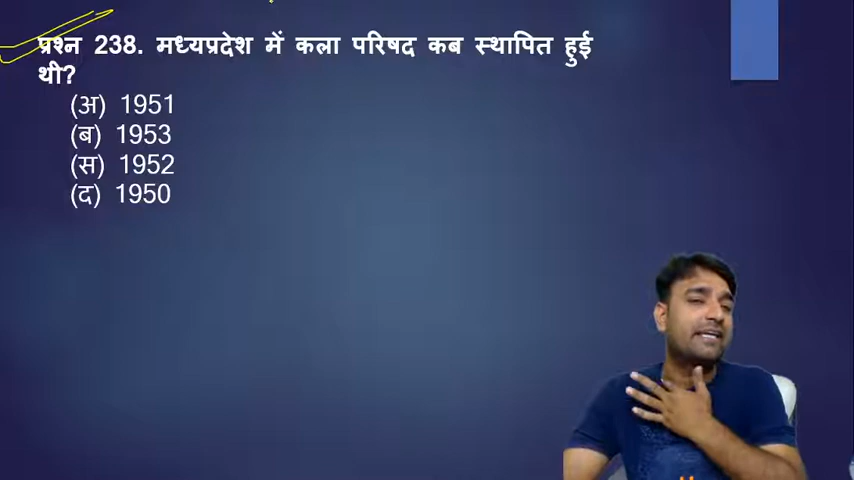 प्रश्न 238. मध्यप्रदेश में कला परिषद कब स्थापित हुई
थी?
(अ) 1951
(ब) 1953
(स) 1952
(द) 1950